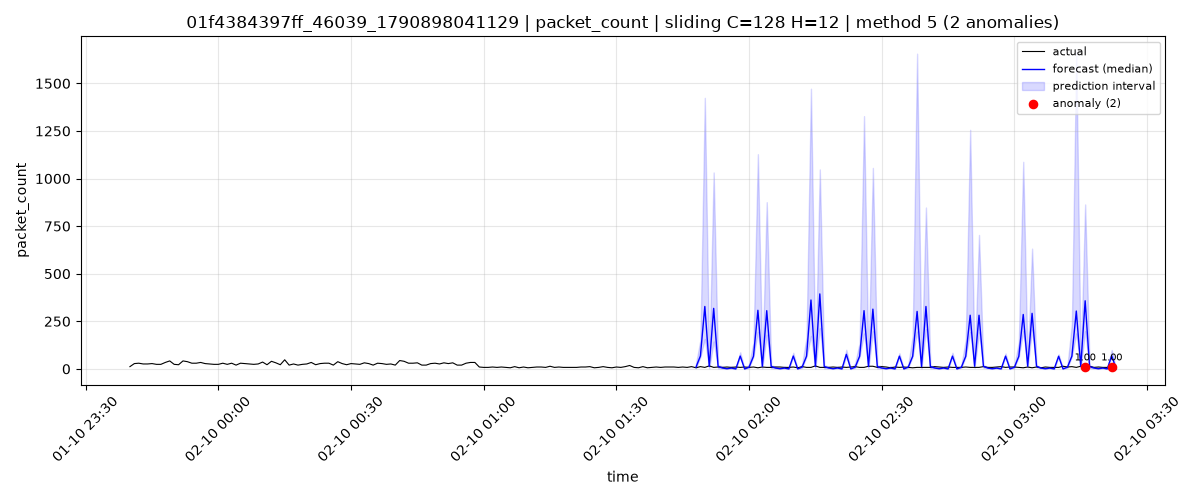 01f4384397ff_46039_1790898041129 | packet_count | sliding C=128 H=12 | method 5 (2 anomalies)
actual
forecast (median)
prediction interval
anomaly (2)
1500
1250
1000
750
500
250
0
packet_count
1.00 1.00
01-10 23:30
02-10 00:00
02-10 00:30
02-10 01:00
02-10 01:30
02-10 02:00
02-10 02:30
02-10 03:00
02-10 03:30
time